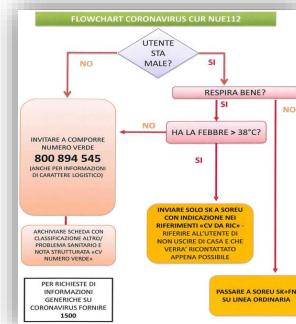 FLOWCHART CORONAVIRUS CUR NUE112
UTENTE
STA
MALE?
NO
SI
RESPIRA BENE?
SI
NO
NO
HA LA FEBBRE > 38°C?
INVITARE A COMPORRE
NUMERO VERDE
800 894 545
(ANCHE PER INFORMAZIONI
DI CARATTERE LOGISTICO)
SI
INVIARE SOLO SK A SOREU
CON INDICAZIONE NEI
RIFERIMENTI «CV DA RIC» -
RIFERIRE ALL'UTENTE DI
NON USCIRE DI CASA E CHE
VERRA' RICONTATTATO
APPENA POSSIBILE
ARCHIVIARE SCHEDA CON
CLASSIFICAZIONE ALTRO/
PROBLEMA SANITARIO E
NOTA STRUTTURATA «CV
NUMERO VERDE»
PER RICHIESTE DI
INFORMAZIONI
GENERICHE SU
CORONAVIRUS FORNIRE
1500
PASSARE A SOREU SK+FN
SU LINEA ORDINARIA